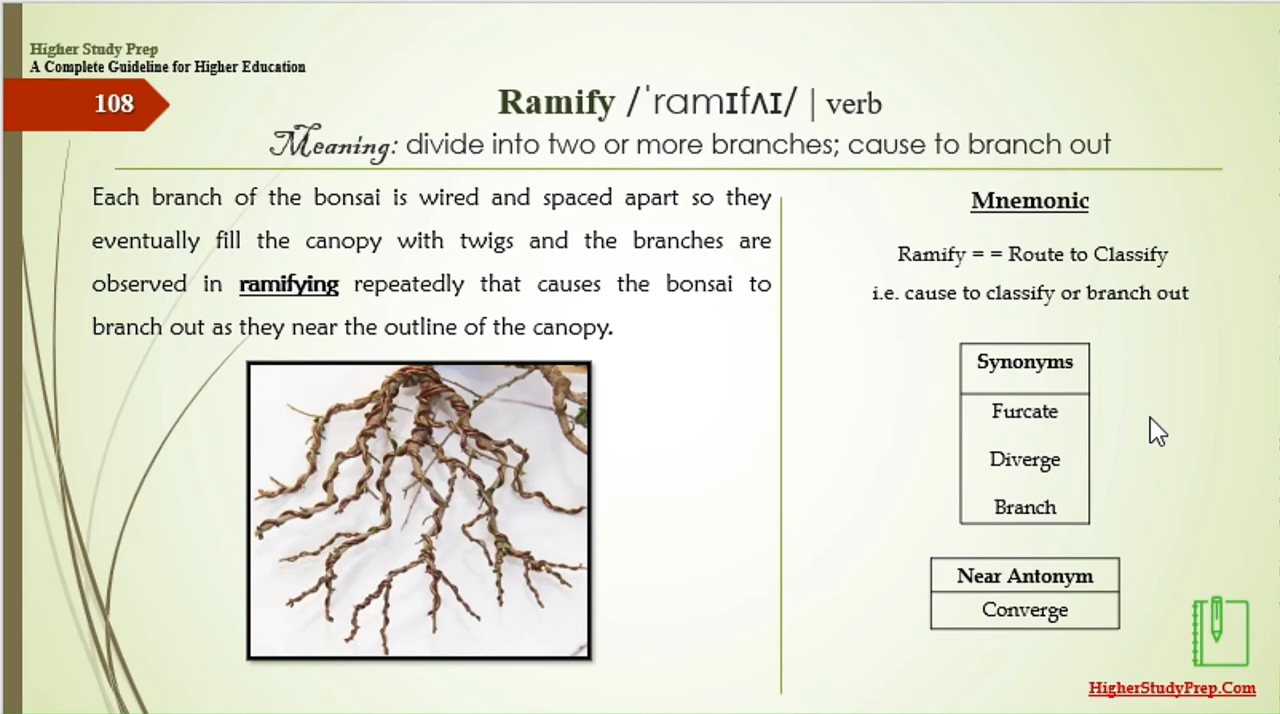 Higher Study Prep
A Complete Guideline for Higher Education
108
Ramify /ˈramɪfʌɪ/ | verb
Meaning: divide into two or more branches; cause to branch out
Each branch of the bonsai is wired and spaced apart so they
eventually fill the canopy with twigs and the branches are
observed in ramifying repeatedly that causes the bonsai to
branch out as they near the outline of the canopy.
Mnemonic
Ramify = = Route to Classify
i.e. cause to classify or branch out
Synonyms
Furcate
Diverge
Branch
Near Antonym
Converge
HigherStudyPrep.Com